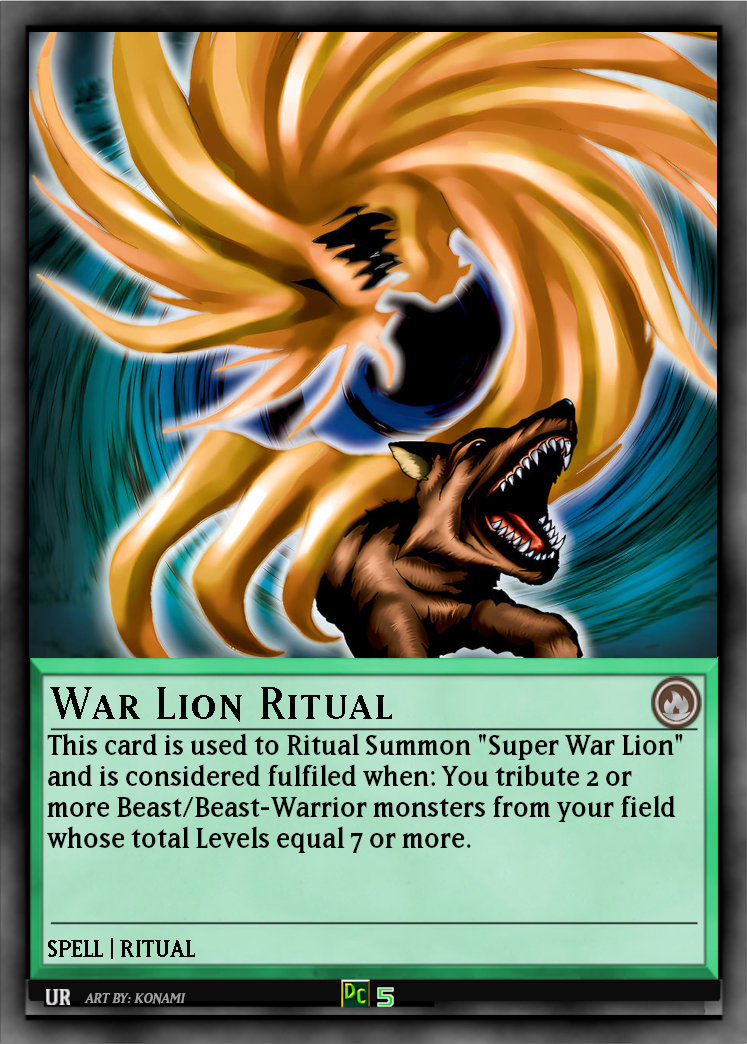 War Lion Ritual
This card is used to Ritual Summon "Super War Lion"
and is considered fulfiled when: You tribute 2 or
more Beast/Beast-Warrior monsters from your field
whose total Levels equal 7 or more.
SPELL | RITUAL
UR ART BY: KONAMI DC 5